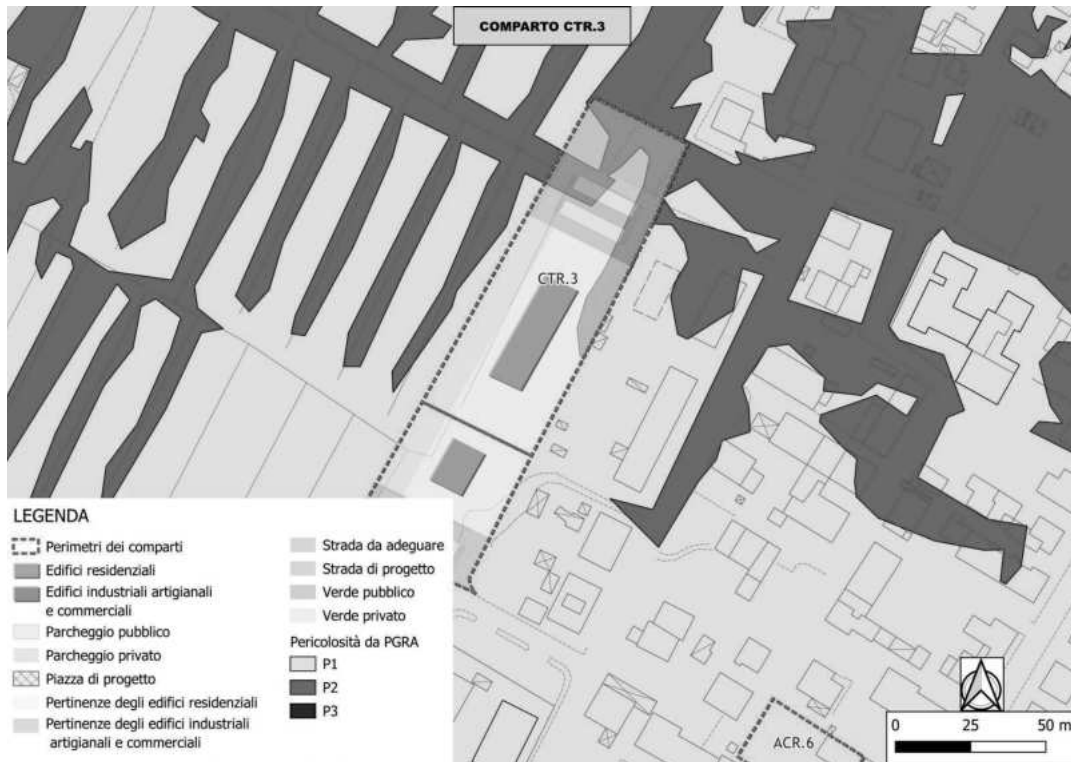 COMPARTO CTR.3
CTR.3
LEGENDA
Perimetri dei comparti
Edifici residenziali
Edifici industriali artigianali
e commerciali
Parcheggio pubblico
Parcheggio privato
Piazza di progetto
Pertinenze degli edifici residenziali
Pertinenze degli edifici industriali
artigianali e commerciali
Strada da adeguare
Strada di progetto
Verde pubblico
Verde privato
Pericolosità da PGRA
P1
P2
P3
ACR.6
0 25 50 m